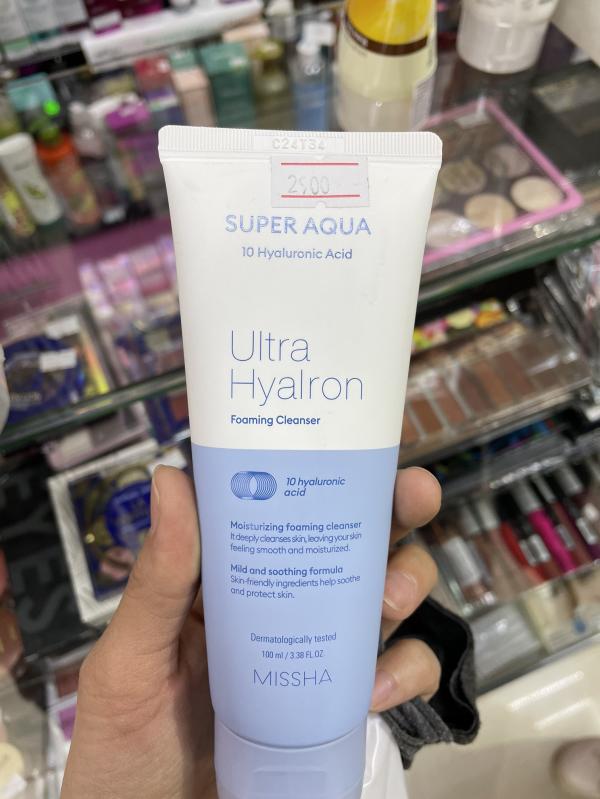 C24T34
2900
SUPER AQUA
10 Hyaluronic Acid
Ultra
Hyalron
Foaming Cleanser
10 hyaluronic
acid
Moisturizing foaming cleanser
It deeply cleanses skin, leaving your skin
feeling smooth and moisturized.
Mild and soothing formula
Skin-friendly ingredients help soothe
and protect skin.
Dermatologically tested
100 ml / 3.38 FL.OZ.
MISSHA
EYES